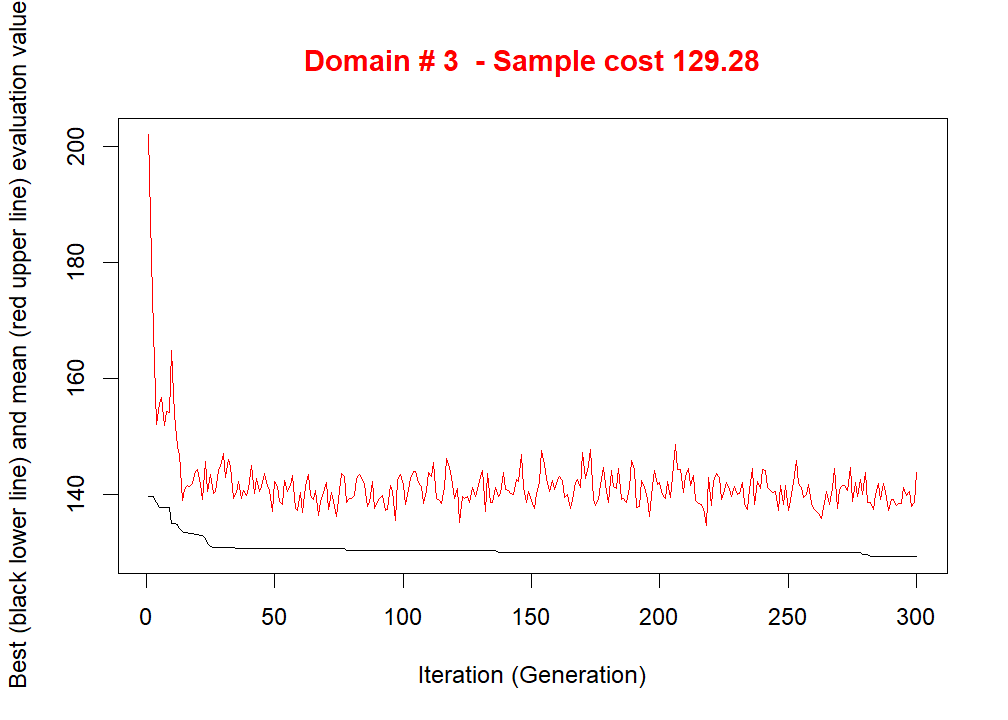 Domain # 3  - Sample cost 129.28
Best (black lower line) and mean (red upper line) evaluation value
200
180
160
140
0 50 100 150 200 250 300
Iteration (Generation)